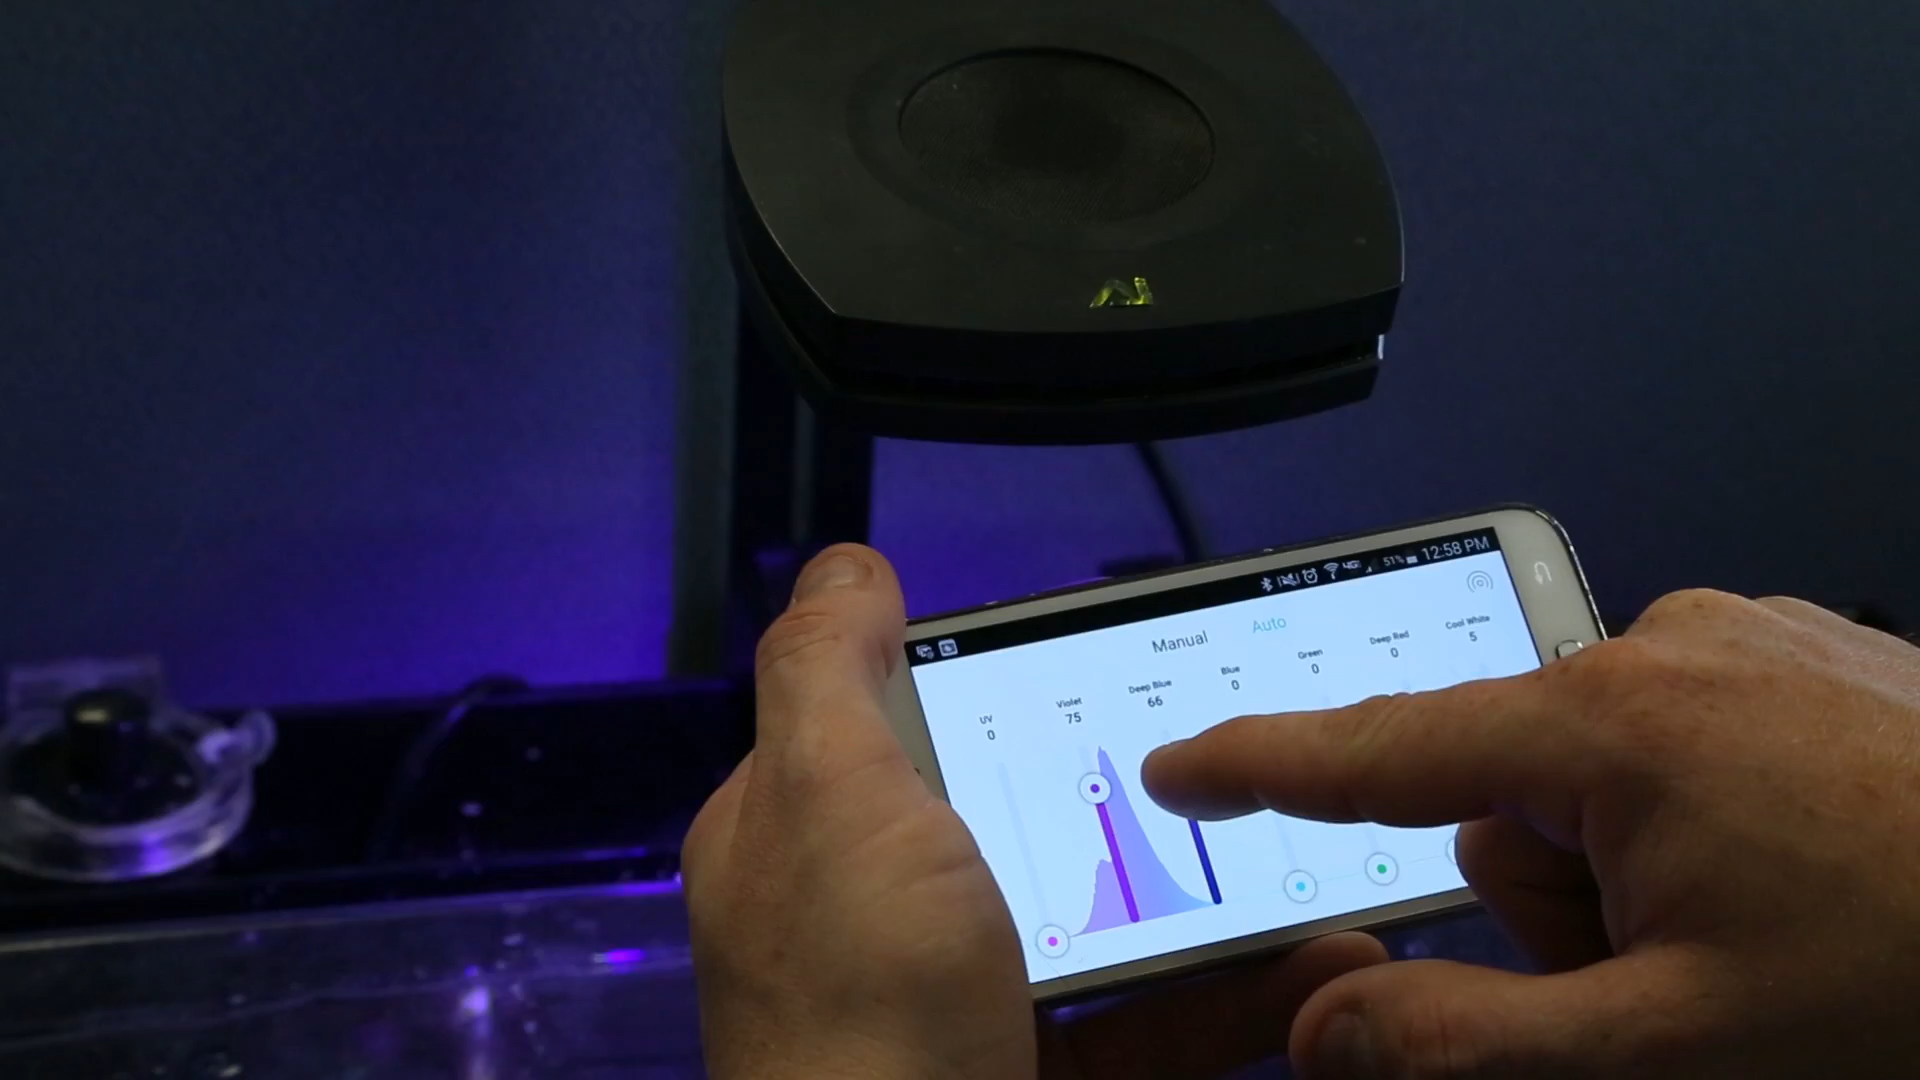 AI
51% 12:58 PM
Manual Auto
UV
0
Violet
75
Deep Blue
66
Blue
0
Green
0
Deep Red
0
Cool White
5